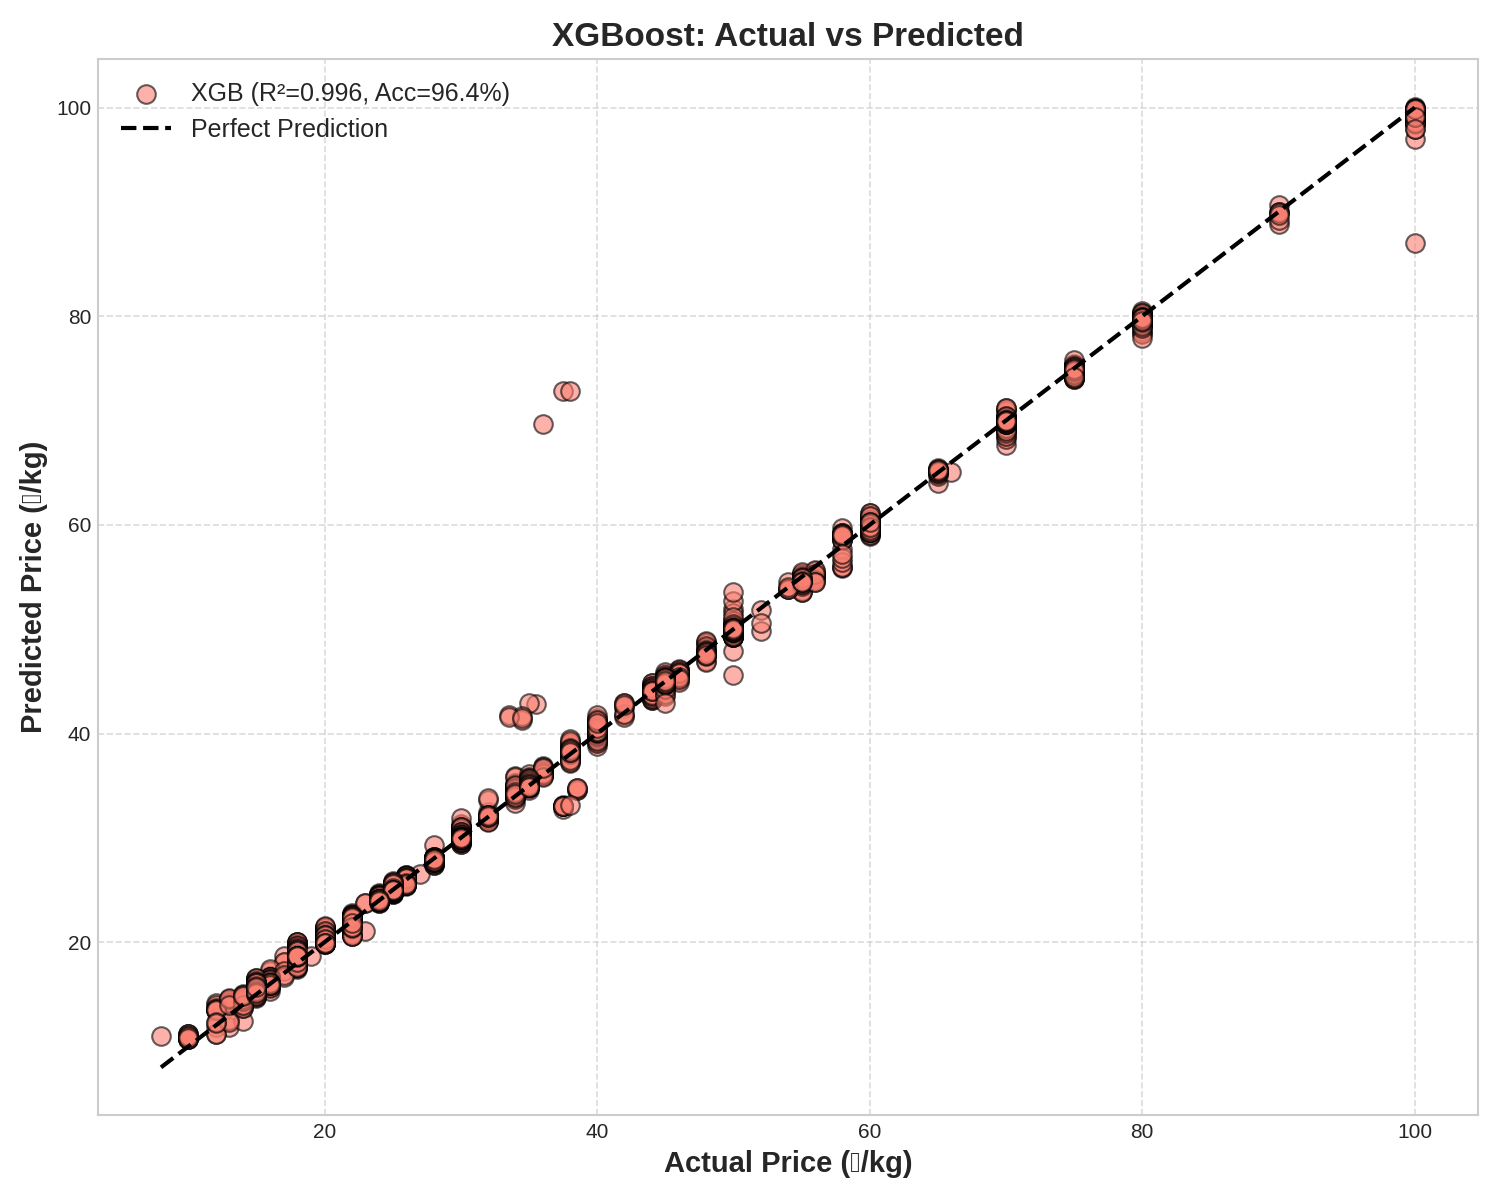 XGBoost: Actual vs Predicted
XGB (R²=0.996, Acc=96.4%)
Perfect Prediction
Predicted Price (▯/kg)
100
80
60
40
20
20 40 60 80 100
Actual Price (▯/kg)